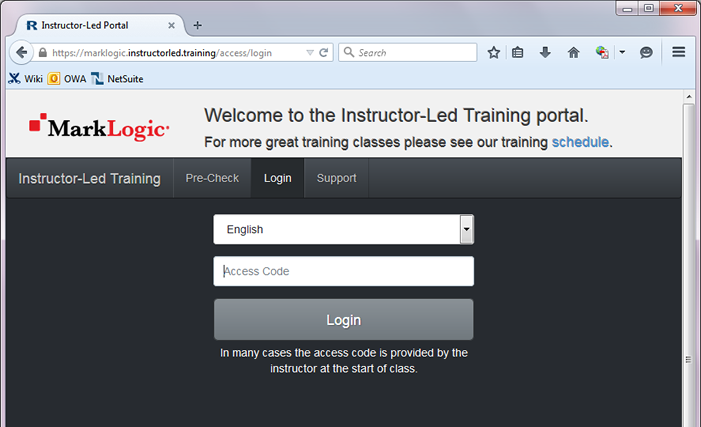 Instructor-Led Portal
https://marklogic.instructorled.training/access/login
Search
Wiki OWA NetSuite
MarkLogic
Welcome to the Instructor-Led Training portal.
For more great training classes please see our training schedule.
Instructor-Led Training Pre-Check Login Support
English
Access Code
Login
In many cases the access code is provided by the
instructor at the start of class.